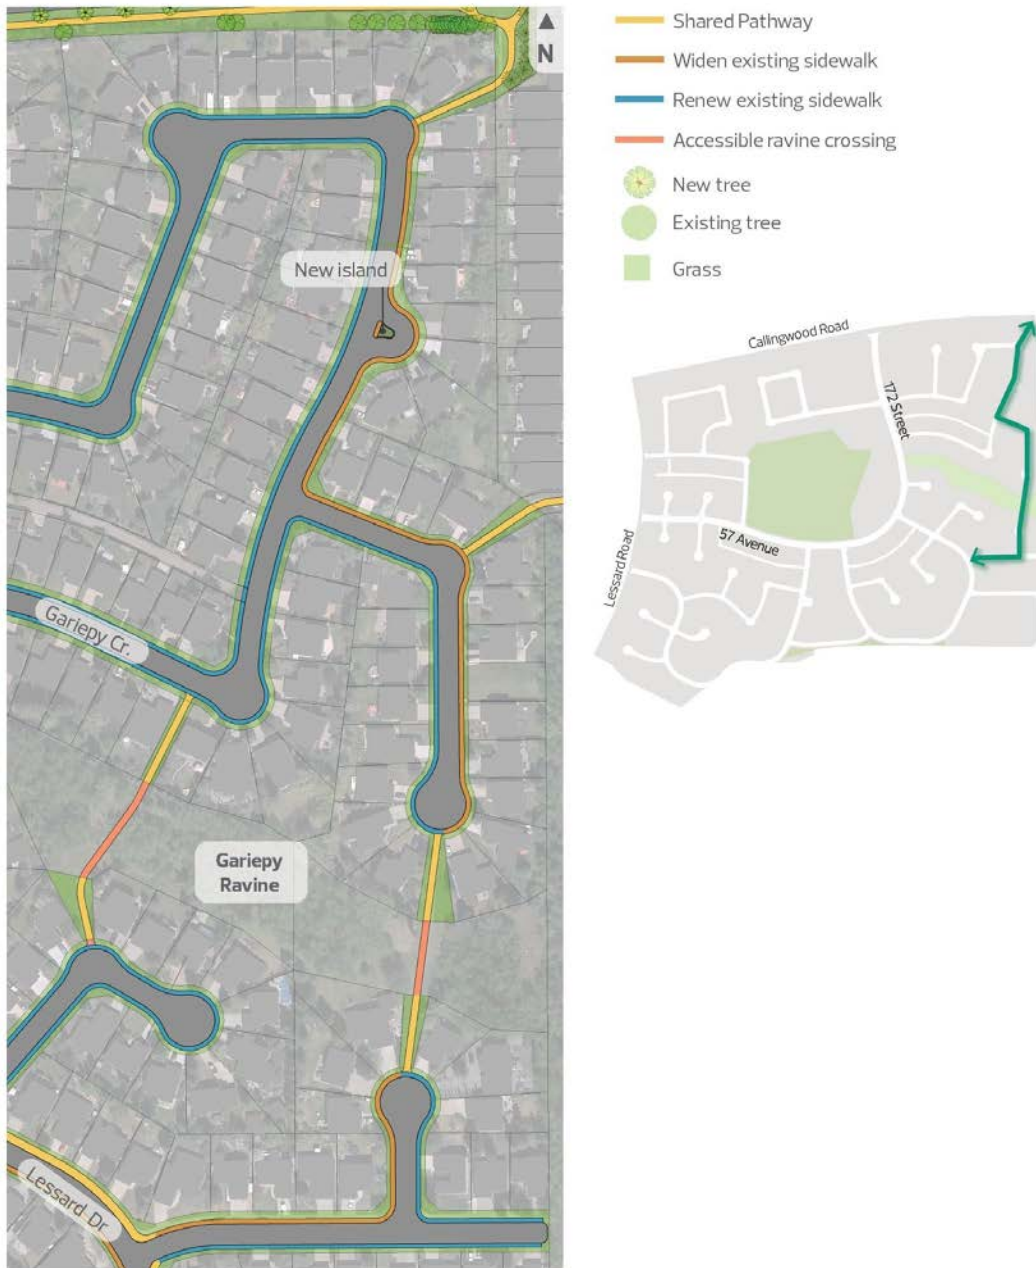 N
Shared Pathway
Widen existing sidewalk
Renew existing sidewalk
Accessible ravine crossing
New tree
Existing tree
Grass
New island
Gariepy Cr.
Gariepy
Ravine
Lessard Dr
Callingwood Road
172 Street
57 Avenue
Lessard Road